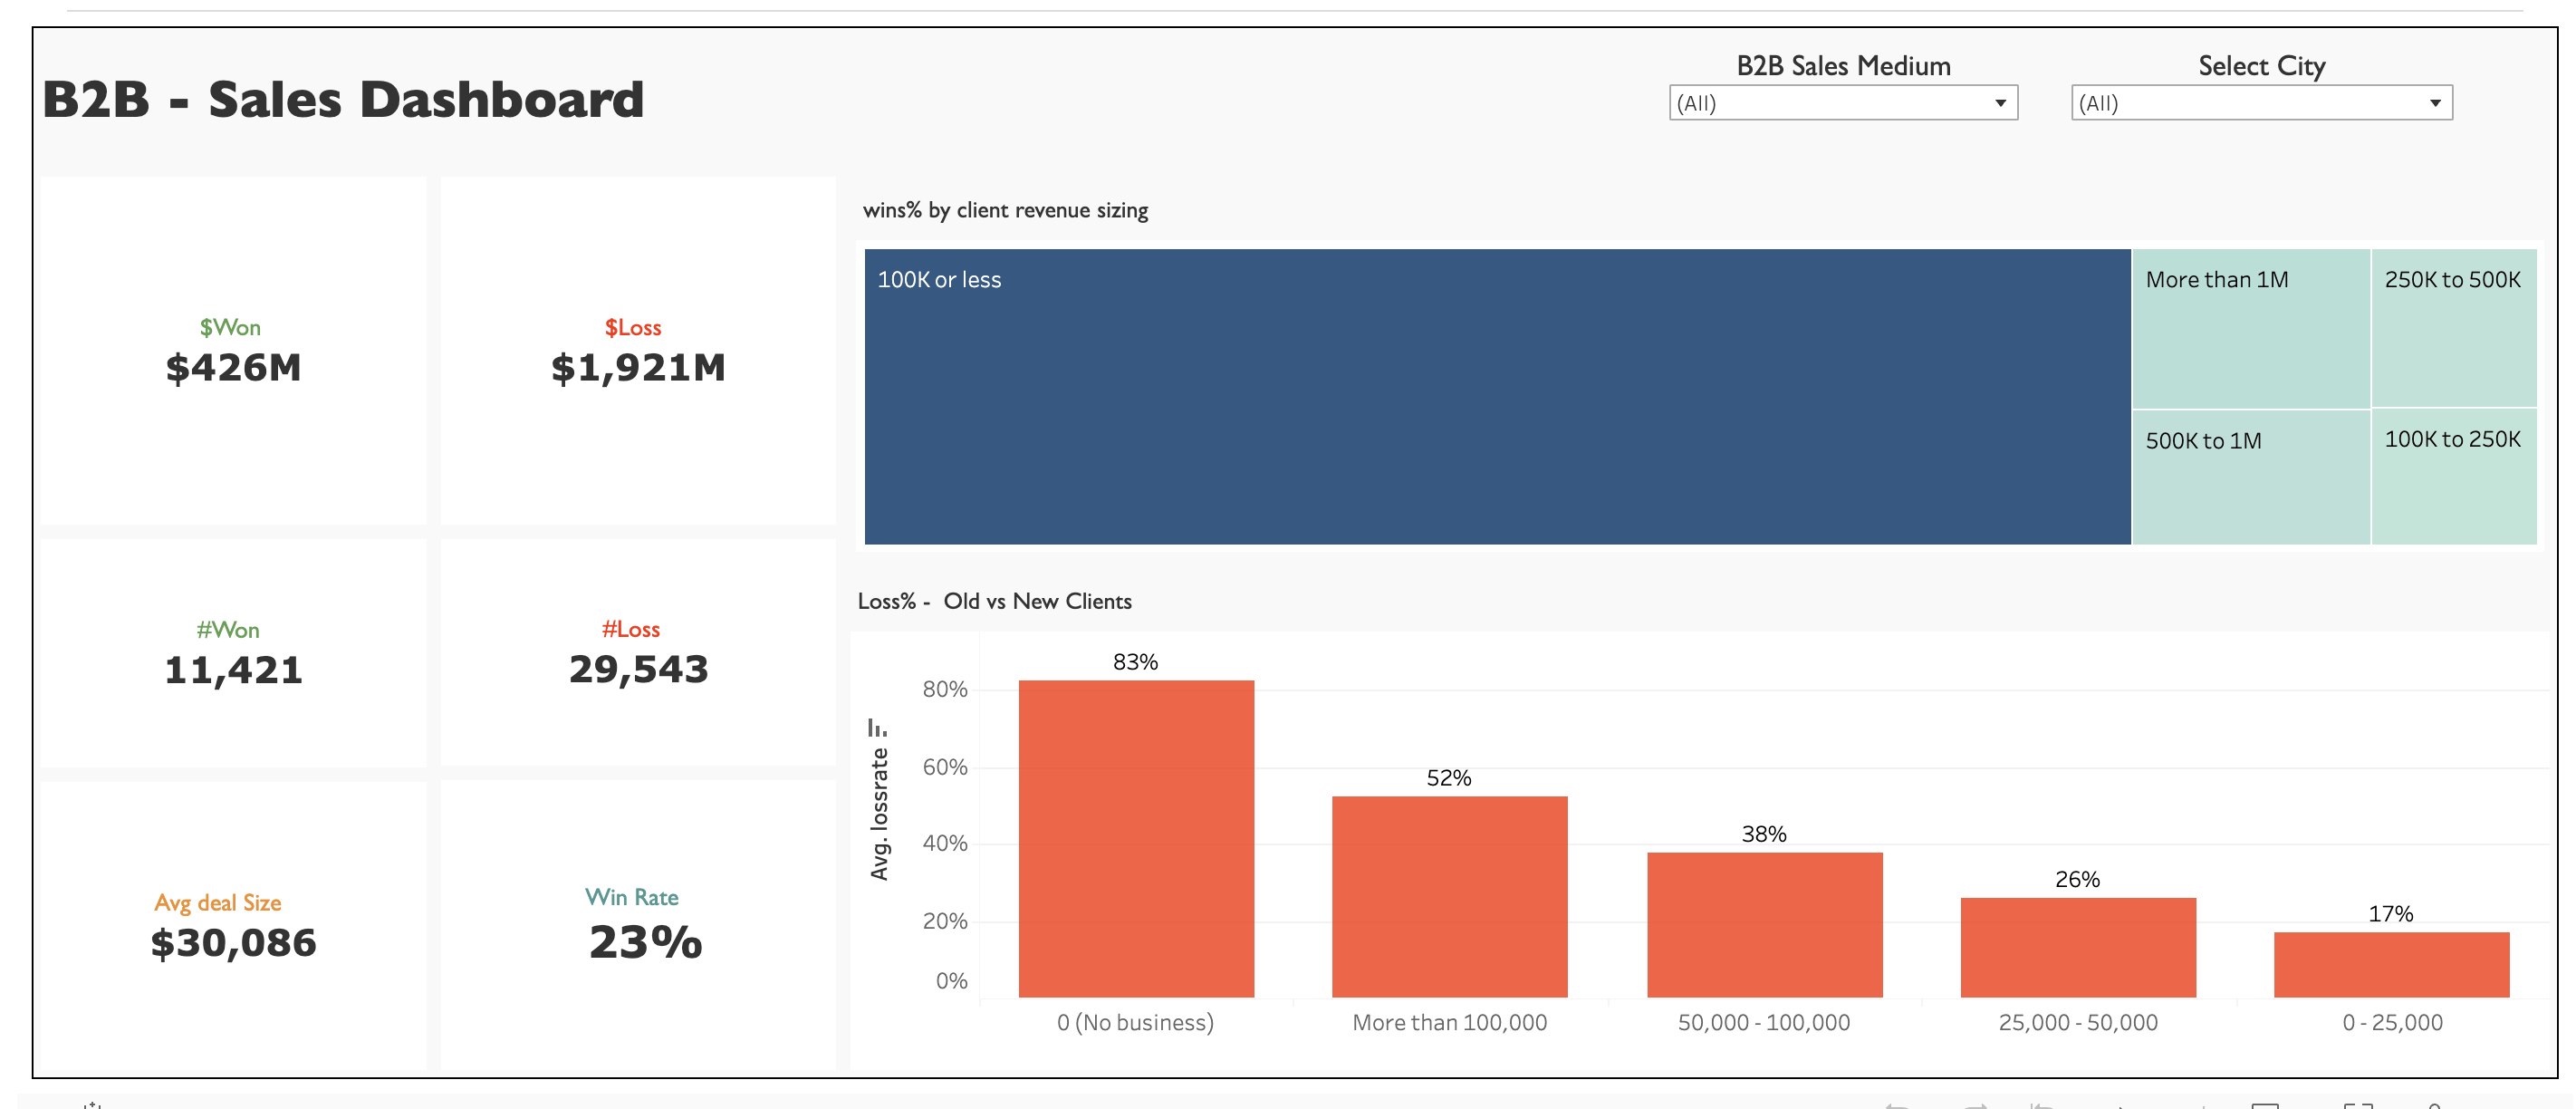 B2B - Sales Dashboard
B2B Sales Medium
(All)
Select City
(All)
$Won
$426M
$Loss
$1,921M
#Won
11,421
#Loss
29,543
Avg deal Size
$30,086
Win Rate
23%
wins% by client revenue sizing
100K or less
More than 1M
250K to 500K
500K to 1M
100K to 250K
Loss% - Old vs New Clients
Avg. lossrate
80%
60%
40%
20%
0%
83%
52%
38%
26%
17%
0 (No business)
More than 100,000
50,000 - 100,000
25,000 - 50,000
0 - 25,000